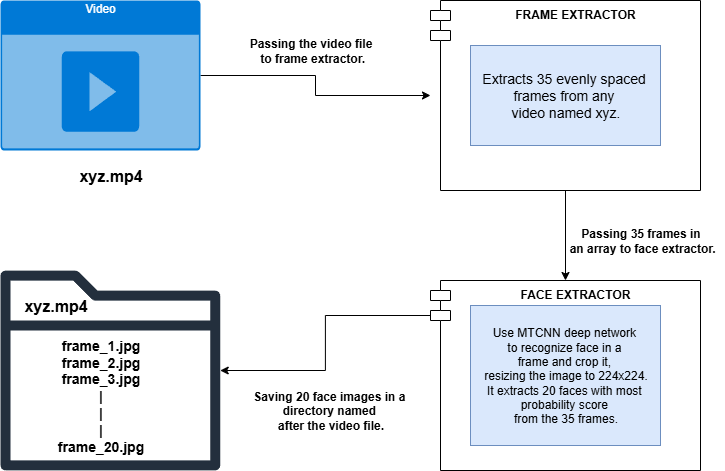 Video
xyz.mp4
Passing the video file
to frame extractor.
FRAME EXTRACTOR
Extracts 35 evenly spaced
frames from any
video named xyz.
Passing 35 frames in
an array to face extractor.
FACE EXTRACTOR
Use MTCNN deep network
to recognize face in a
frame and crop it,
resizing the image to 224x224.
It extracts 20 faces with most
probability score
from the 35 frames.
Saving 20 face images in a
directory named
after the video file.
xyz.mp4
frame_1.jpg
frame_2.jpg
frame_3.jpg
|
|
|
frame_20.jpg